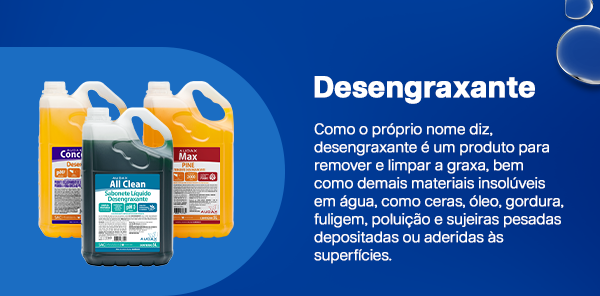 Desengraxante
Como o próprio nome diz,
desengraxante é um produto para
remover e limpar a graxa, bem
como demais materiais insolúveis
em água, como ceras, óleo, gordura,
fuligem, poluição e sujeiras pesadas
depositadas ou aderidas às
superfícies.
AUDAX
Max
PINE
All Clean
Sabonete Líquido
Desengraxante
AUDAX